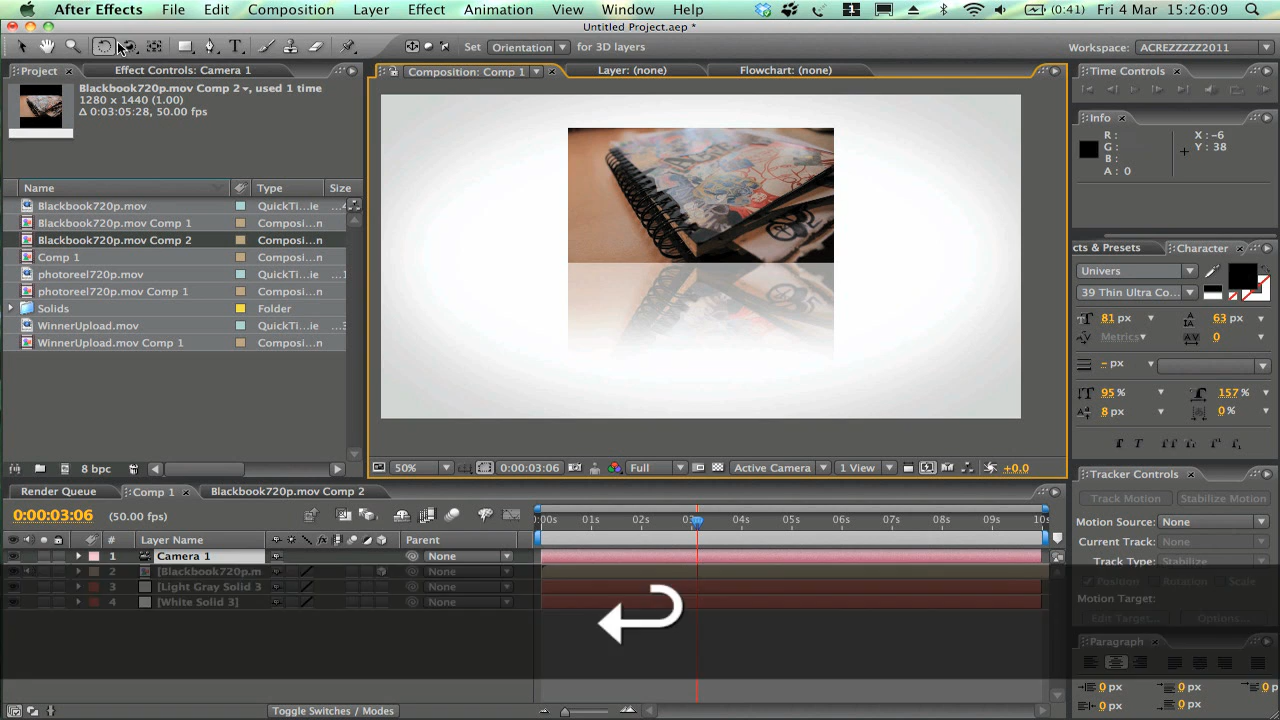 After Effects File Edit Composition Layer Effect Animation View Window Help (0:41) Fri 4 Mar 15:26:09
Untitled Project.aep *
Set Orientation for 3D layers Workspace: ACREZZZZZ2011
Project Effect Controls: Camera 1
Blackbook720p.mov Comp 2, used 1 time
1280 x 1440 (1.00)
Δ 0:03:05:28, 50.00 fps
Name Type Size
Blackbook720p.mov QuickTi...ie
Blackbook720p.mov Comp 1 Composi...n
Blackbook720p.mov Comp 2 Composi...n
Comp 1 Composi...n
photoreel720p.mov QuickTi...ie
photoreel720p.mov Comp 1 Composi...n
Solids Folder
WinnerUpload.mov QuickTi...ie
WinnerUpload.mov Comp 1 Composi...n
8 bpc
Composition: Comp 1 Layer: (none) Flowchart: (none)
50% 0:00:03:06 Full Active Camera 1 View +0.0
Time Controls
Info
R :
G :
B :
A : 0
X : -6
Y : 38
cts & Presets Character
Univers
39 Thin Ultra Co...
81 px 63 px
Metrics 0
- px
95 % 157 %
8 px 0 %
T T TT Tт T' T,
Tracker Controls
Track Motion Stabilize Motion
Motion Source: None
Current Track: None
Track Type: Stabilize
Position Rotation Scale
Motion Target:
Edit Target... Options...
Paragraph
0 px 0 px 0 p
0 px 0 px
Render Queue Comp 1 Blackbook720p.mov Comp 2
0:00:03:06 (50.00 fps)
:00s 01s 02s 03s 04s 05s 06s 07s 08s 09s 10s
# Layer Name Parent
1 Camera 1 None
2 [Blackbook720p.m None
3 [Light Gray Solid 3 None
4 [White Solid 3] None
Toggle Switches / Modes